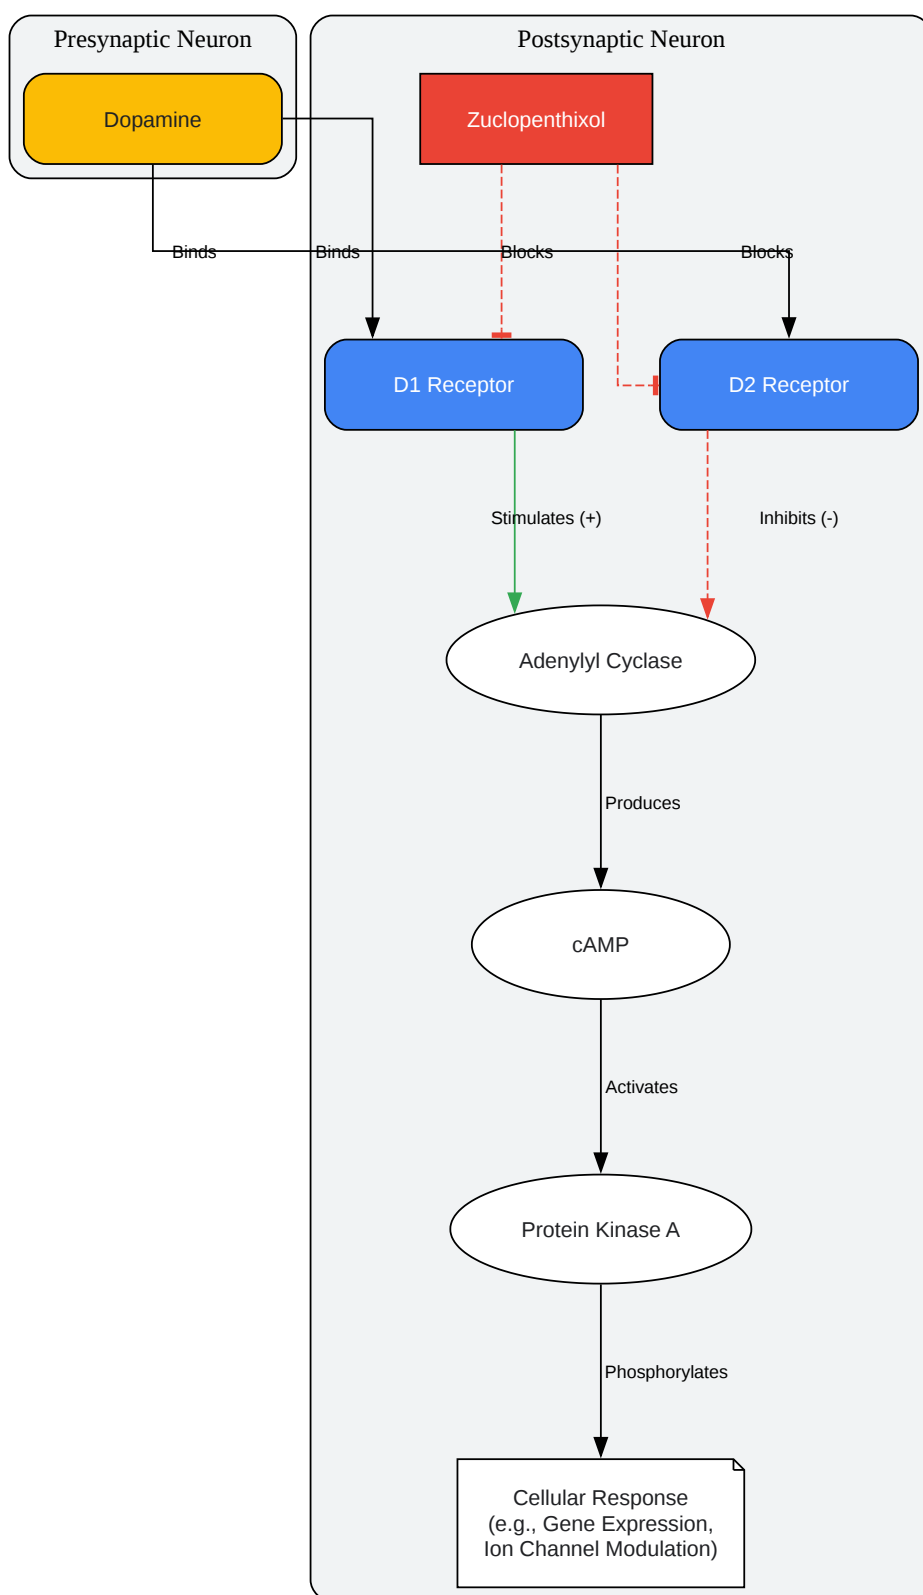 Presynaptic Neuron
Postsynaptic Neuron
Dopamine
Zuclopenthixol
Binds
Binds
Blocks
Blocks
D1 Receptor
D2 Receptor
Stimulates (+)
Inhibits (-)
Adenylyl Cyclase
Produces
cAMP
Activates
Protein Kinase A
Phosphorylates
Cellular Response
(e.g., Gene Expression,
Ion Channel Modulation)